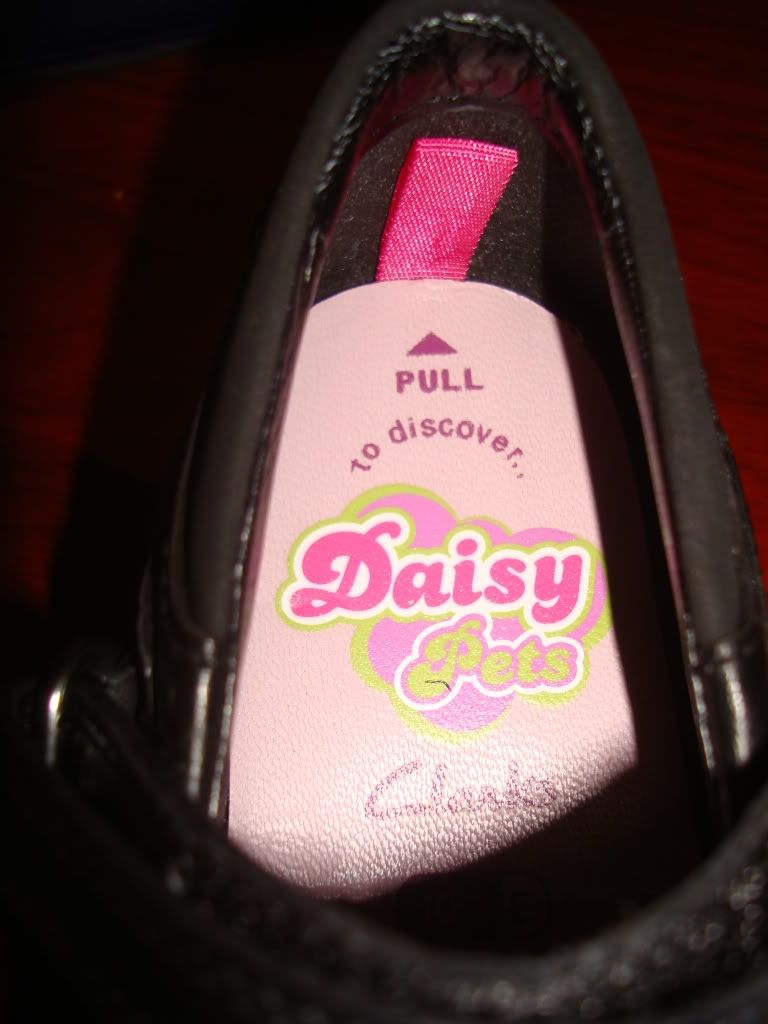 PULL
to discover..
Daisy
Pets
Clarks